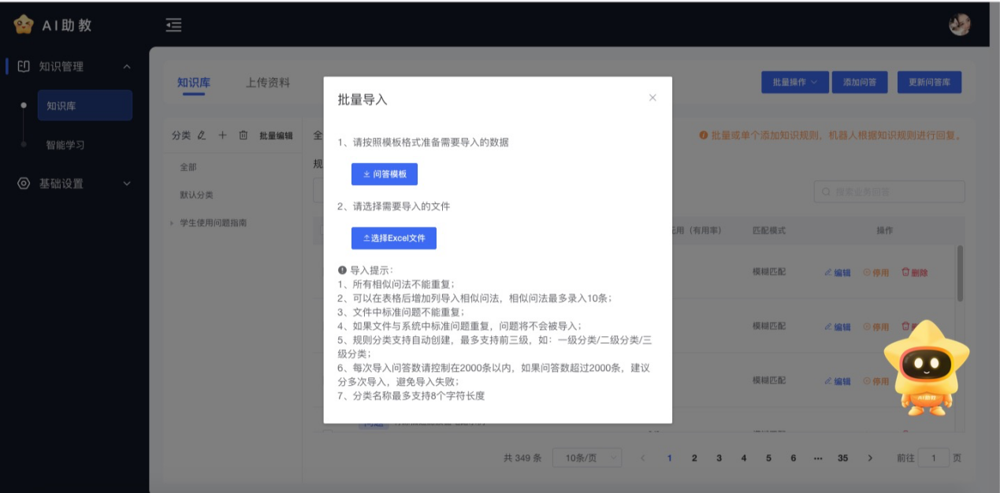 AI助教
知识管理
知识库
智能学习
基础设置
知识库
上传资料
批量操作
添加问答
更新问答库
分类
批量编辑
全部
默认分类
学生使用问题指南
全
规
批量或单个添加知识规则，机器人根据知识规则进行回复。
搜索业务问答
无用（有用率）
匹配模式
操作
模糊匹配
编辑
停用
删除
模糊匹配
编辑
停用
模糊匹配
编辑
停用
批量导入
1、请按照模板格式准备需要导入的数据
问答模板
2、请选择需要导入的文件
选择Excel文件
导入提示：
1、所有相似问法不能重复；
2、可以在表格后增加列导入相似问法，相似问法最多录入10条；
3、文件中标准问题不能重复；
4、如果文件与系统中标准问题重复，问题将不会被导入；
5、规则分类支持自动创建，最多支持前三级，如：一级分类/二级分类/三
级分类；
6、每次导入问答数请控制在2000条以内，如果问答数超过2000条，建议
分多次导入，避免导入失败；
7、分类名称最多支持8个字符长度
AI助教
共 349 条
10条/页
1
2
3
4
5
6
···
35
前往
1
页